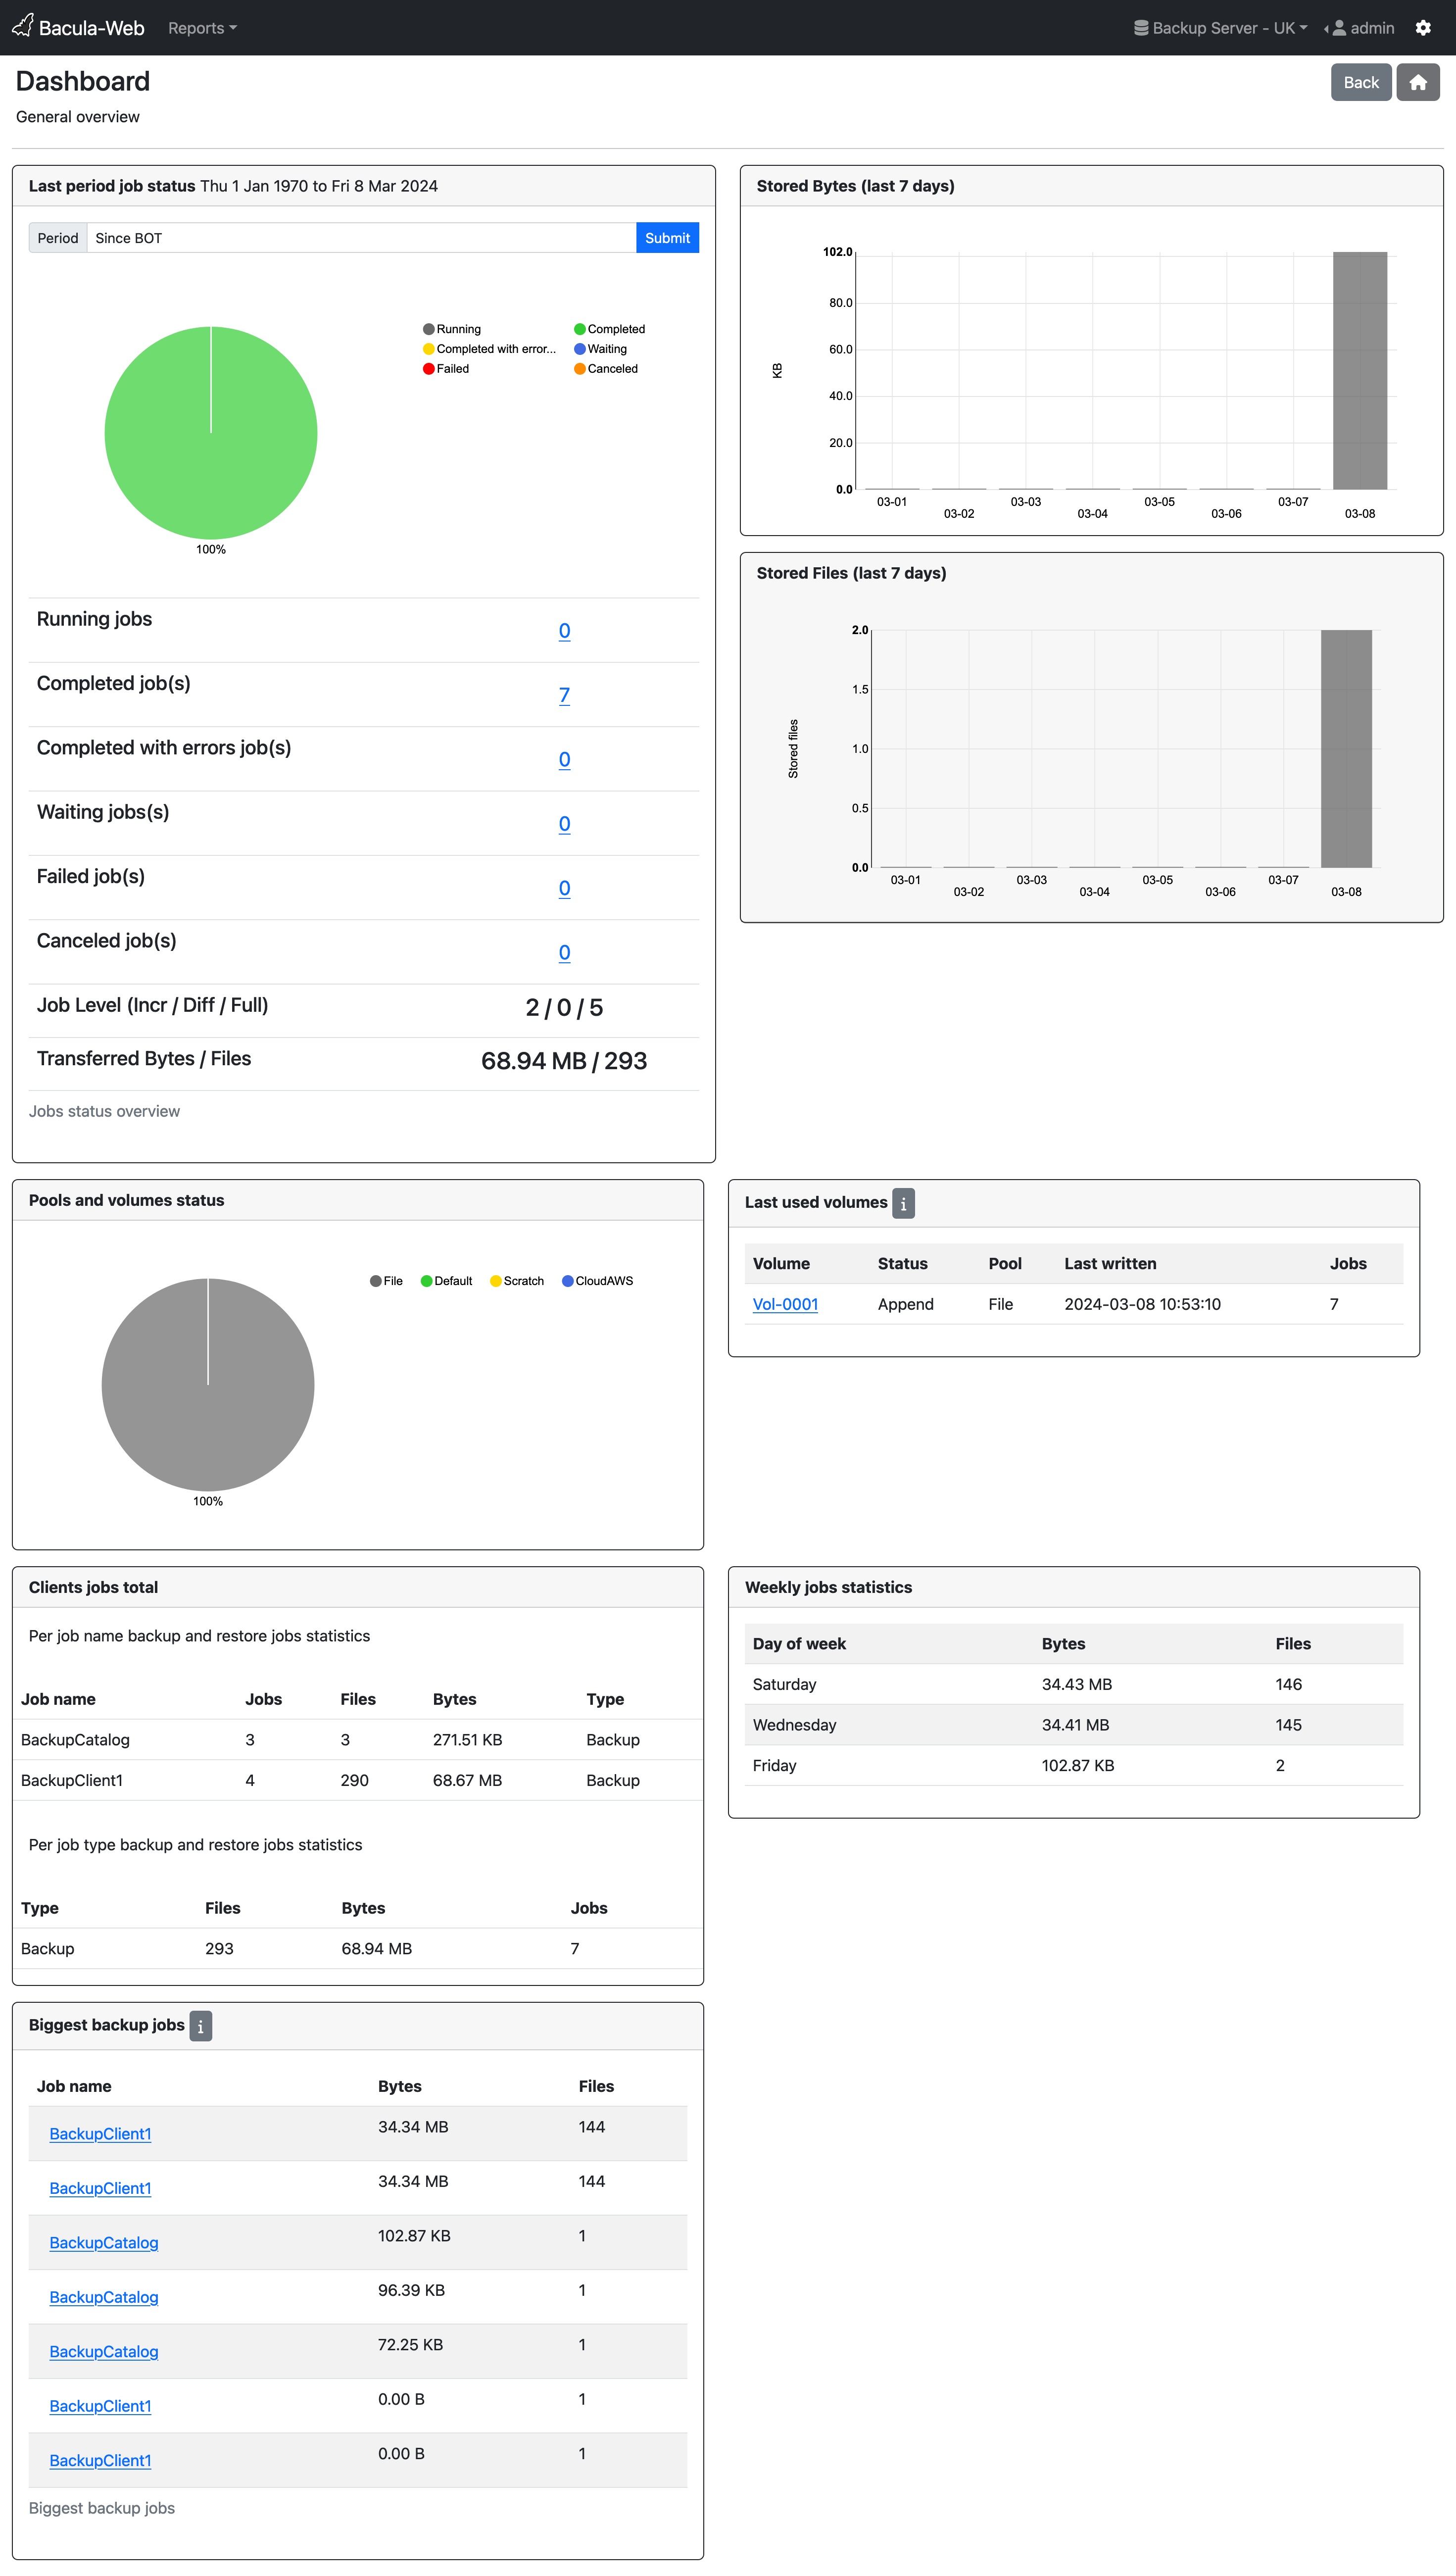 Bacula-Web Reports Backup Server - UK admin
Dashboard
Back
General overview
Last period job status Thu 1 Jan 1970 to Fri 8 Mar 2024
Period Since BOT Submit
Running Completed
Completed with error... Waiting
Failed Canceled
100%
Running jobs 0
Completed job(s) 7
Completed with errors job(s) 0
Waiting jobs(s) 0
Failed job(s) 0
Canceled job(s) 0
Job Level (Incr / Diff / Full) 2 / 0 / 5
Transferred Bytes / Files 68.94 MB / 293
Jobs status overview
Stored Bytes (last 7 days)
102.0
80.0
60.0
KB
40.0
20.0
0.0
03-01 03-02 03-03 03-04 03-05 03-06 03-07 03-08
Stored Files (last 7 days)
2.0
1.5
1.0
Stored files
0.5
0.0
03-01 03-02 03-03 03-04 03-05 03-06 03-07 03-08
Pools and volumes status
File Default Scratch CloudAWS
100%
Last used volumes i
Volume Status Pool Last written Jobs
Vol-0001 Append File 2024-03-08 10:53:10 7
Clients jobs total
Per job name backup and restore jobs statistics
Job name Jobs Files Bytes Type
BackupCatalog 3 3 271.51 KB Backup
BackupClient1 4 290 68.67 MB Backup
Per job type backup and restore jobs statistics
Type Files Bytes Jobs
Backup 293 68.94 MB 7
Weekly jobs statistics
Day of week Bytes Files
Saturday 34.43 MB 146
Wednesday 34.41 MB 145
Friday 102.87 KB 2
Biggest backup jobs i
Job name Bytes Files
BackupClient1 34.34 MB 144
BackupClient1 34.34 MB 144
BackupCatalog 102.87 KB 1
BackupCatalog 96.39 KB 1
BackupCatalog 72.25 KB 1
BackupClient1 0.00 B 1
BackupClient1 0.00 B 1
Biggest backup jobs